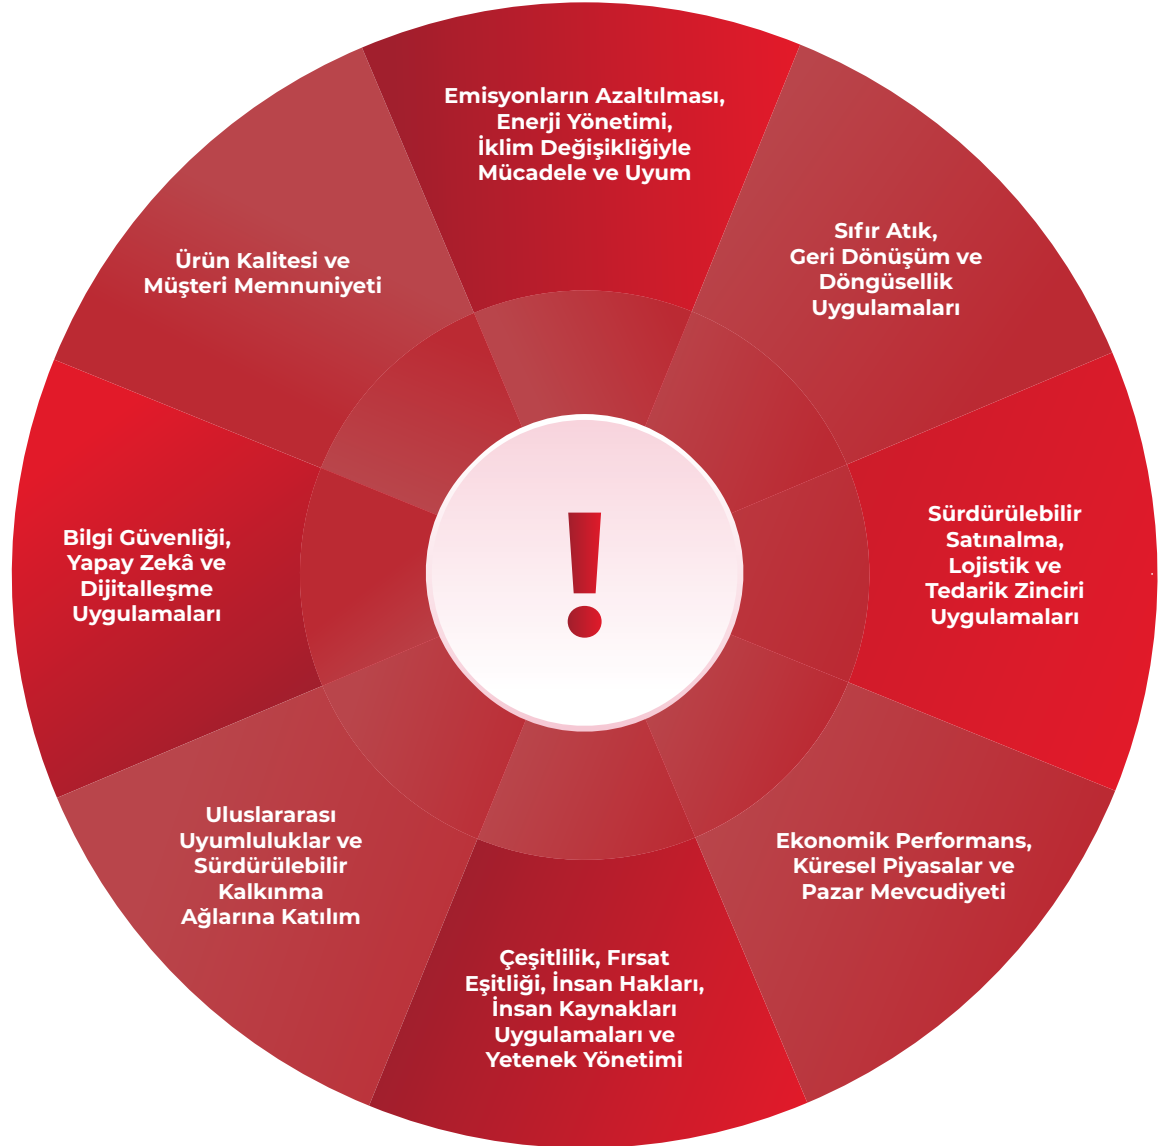 Emisyonların Azaltılması,
Enerji Yönetimi,
İklim Değişikliğiyle
Mücadele ve Uyum
Sıfır Atık,
Geri Dönüşüm ve
Döngüsellik
Uygulamaları
Sürdürülebilir
Satınalma,
Lojistik ve
Tedarik Zinciri
Uygulamaları
Ekonomik Performans,
Küresel Piyasalar ve
Pazar Mevcudiyeti
Çeşitlilik, Fırsat
Eşitliği, İnsan Hakları,
İnsan Kaynakları
Uygulamaları ve
Yetenek Yönetimi
Uluslararası
Uyumluluklar ve
Sürdürülebilir
Kalkınma
Ağlarına Katılım
Bilgi Güvenliği,
Yapay Zekâ ve
Dijitalleşme
Uygulamaları
Ürün Kalitesi ve
Müşteri Memnuniyeti
!